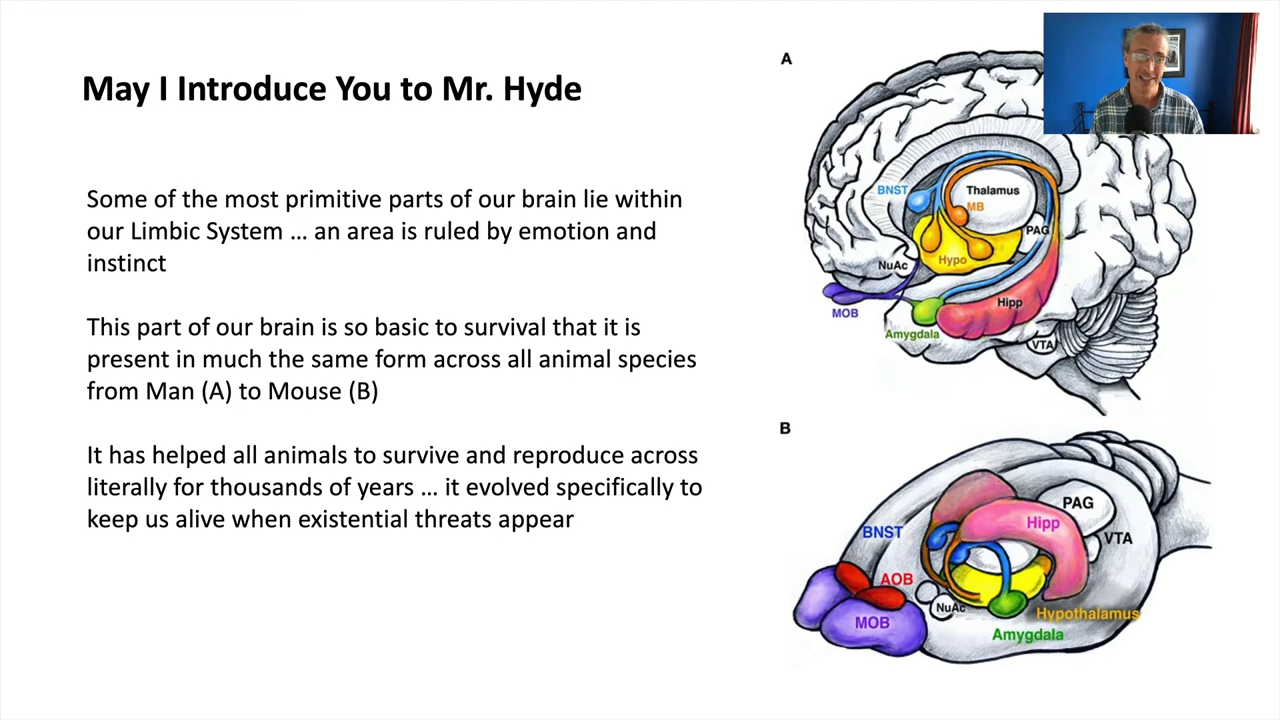 May I Introduce You to Mr. Hyde
Some of the most primitive parts of our brain lie within
our Limbic System … an area is ruled by emotion and
instinct
This part of our brain is so basic to survival that it is
present in much the same form across all animal species
from Man (A) to Mouse (B)
It has helped all animals to survive and reproduce across
literally for thousands of years … it evolved specifically to
keep us alive when existential threats appear
A
BNST
Thalamus
MB
PAG
NuAc
Hypo
MOB
Hipp
Amygdala
VTA
B
PAG
Hipp
BNST
VTA
AOB
NuAc
Hypothalamus
MOB
Amygdala